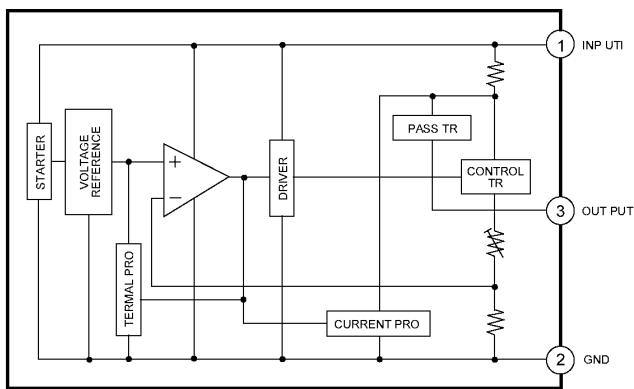 1 INP UTI
PASS TR
STARTER
VOLTAGE
REFERENCE
+
−
DRIVER
CONTROL
TR
3 OUT PUT
TERMAL PRO
CURRENT PRO
2 GND